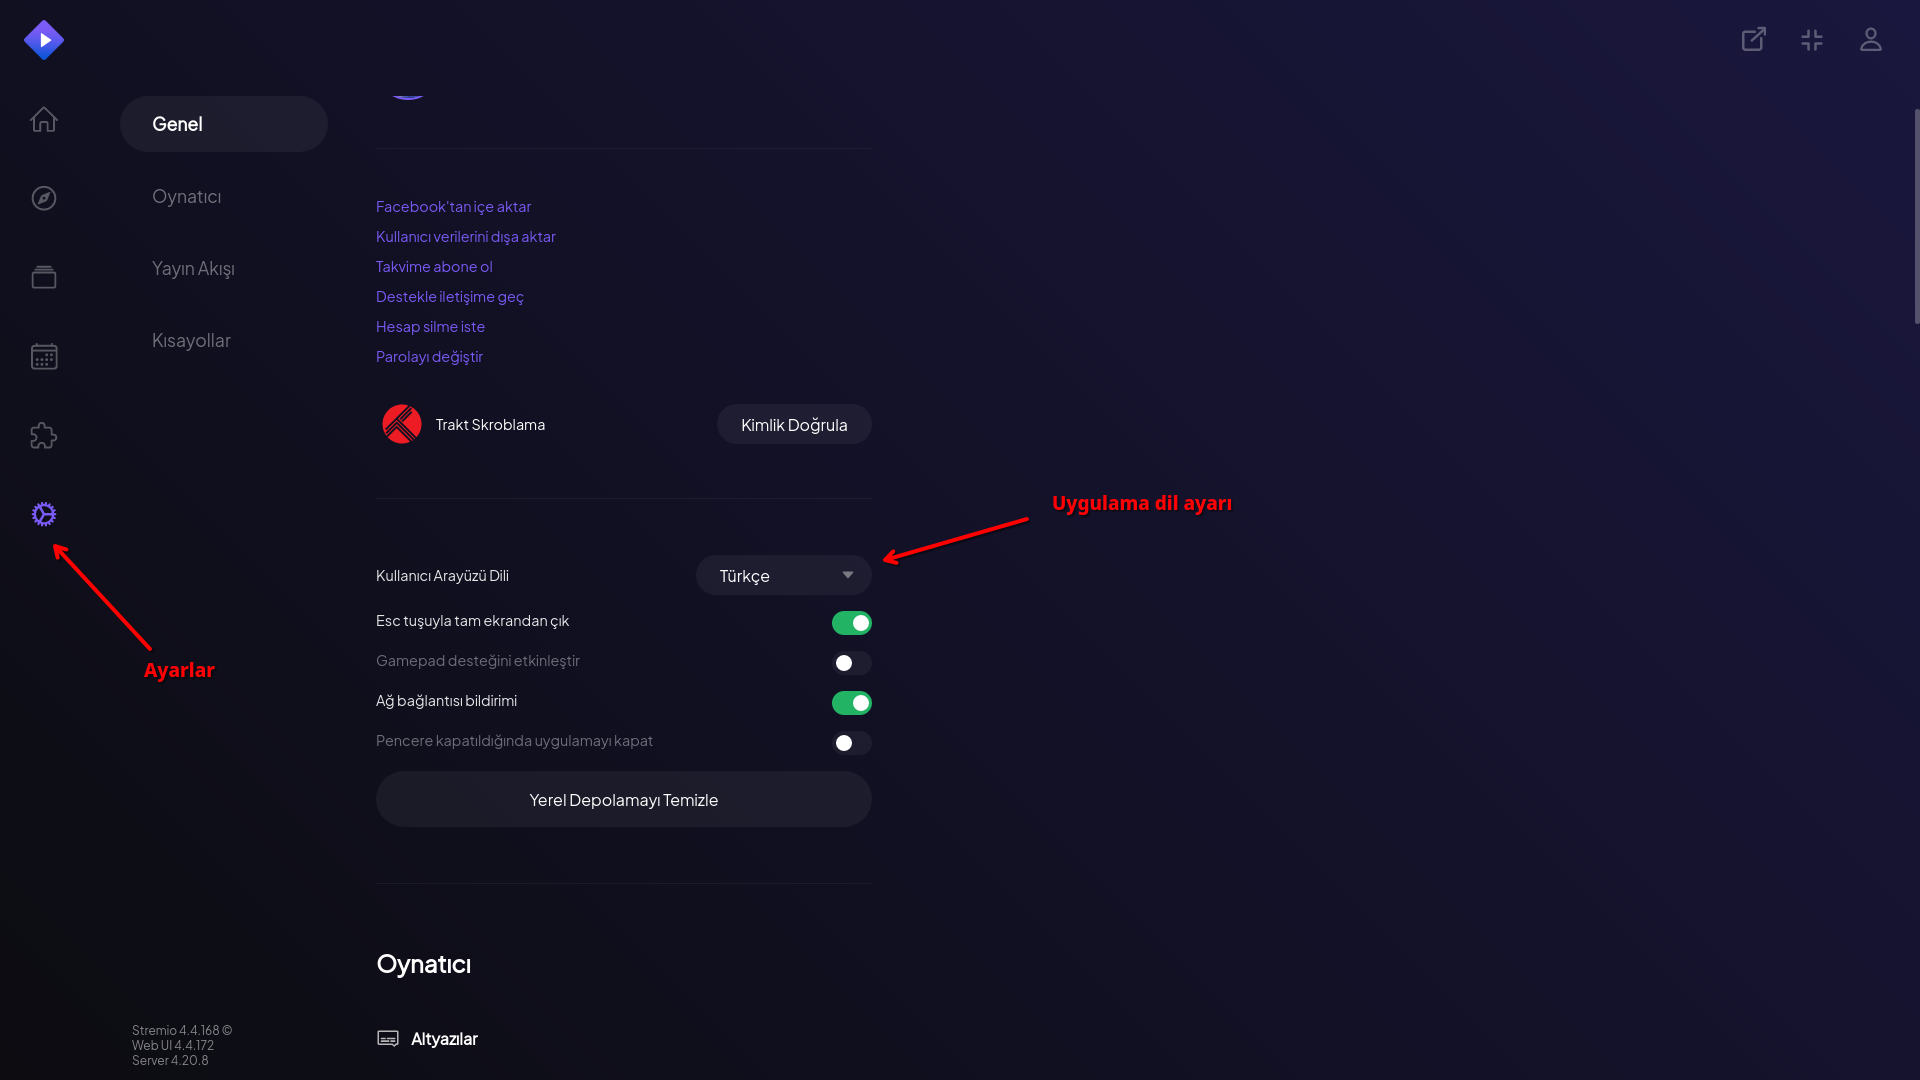 Genel
Oynatıcı
Yayın Akışı
Kısayollar
Facebook'tan içe aktar
Kullanıcı verilerini dışa aktar
Takvime abone ol
Destekle iletişime geç
Hesap silme iste
Parolayı değiştir
Trakt Skroblama
Kimlik Doğrula
Uygulama dil ayarı
Kullanıcı Arayüzü Dili
Türkçe
Esc tuşuyla tam ekrandan çık
Gamepad desteğini etkinleştir
Ayarlar
Ağ bağlantısı bildirimi
Pencere kapatıldığında uygulamayı kapat
Yerel Depolamayı Temizle
Oynatıcı
Altyazılar
Stremio 4.4.168 ©
Web UI 4.4.172
Server 4.20.8